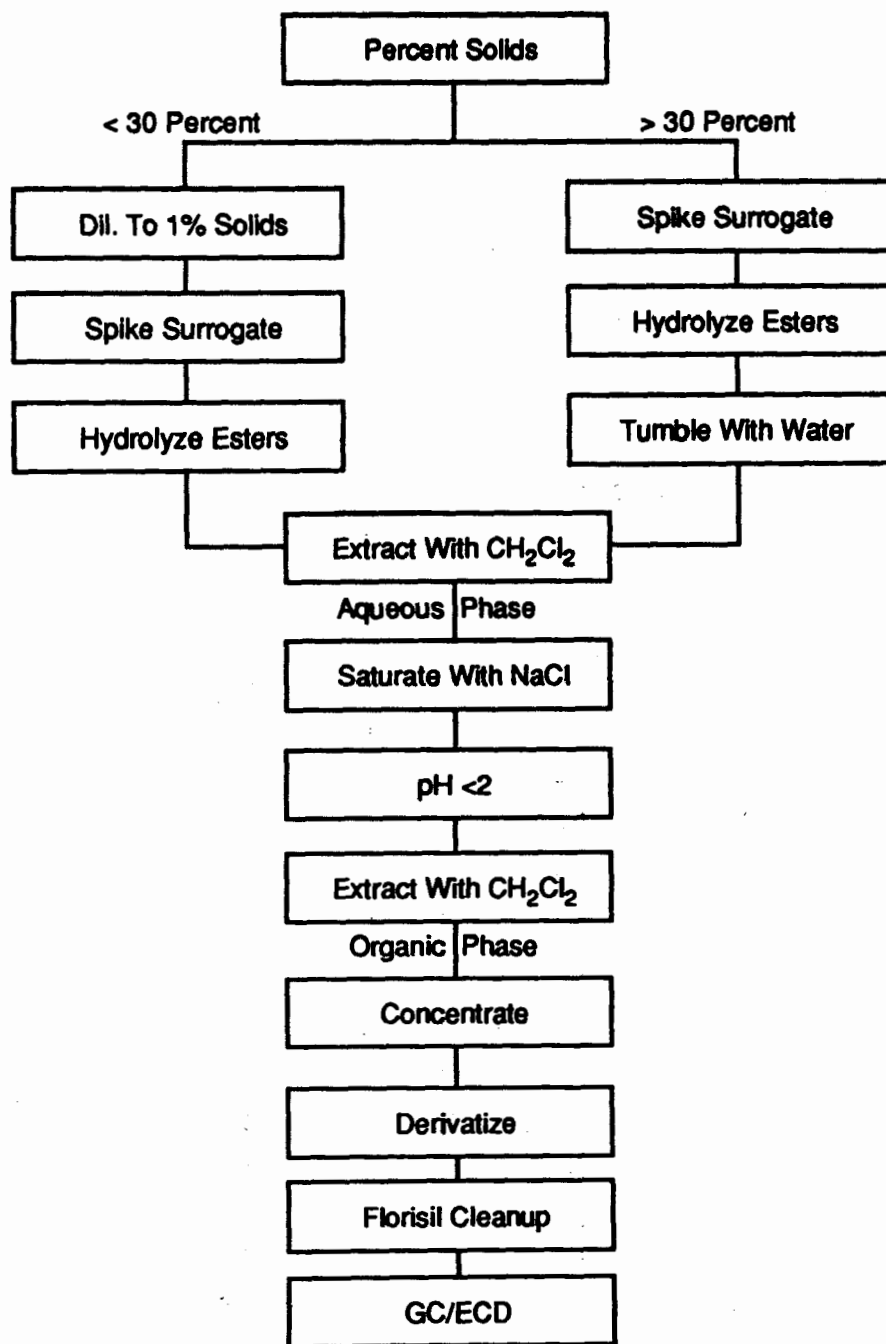 Percent Solids
< 30 Percent
> 30 Percent
Dil. To 1% Solids
Spike Surrogate
Hydrolyze Esters
Spike Surrogate
Hydrolyze Esters
Tumble With Water
Extract With CH₂Cl₂
Aqueous Phase
Saturate With NaCl
pH <2
Extract With CH₂Cl₂
Organic Phase
Concentrate
Derivatize
Florisil Cleanup
GC/ECD